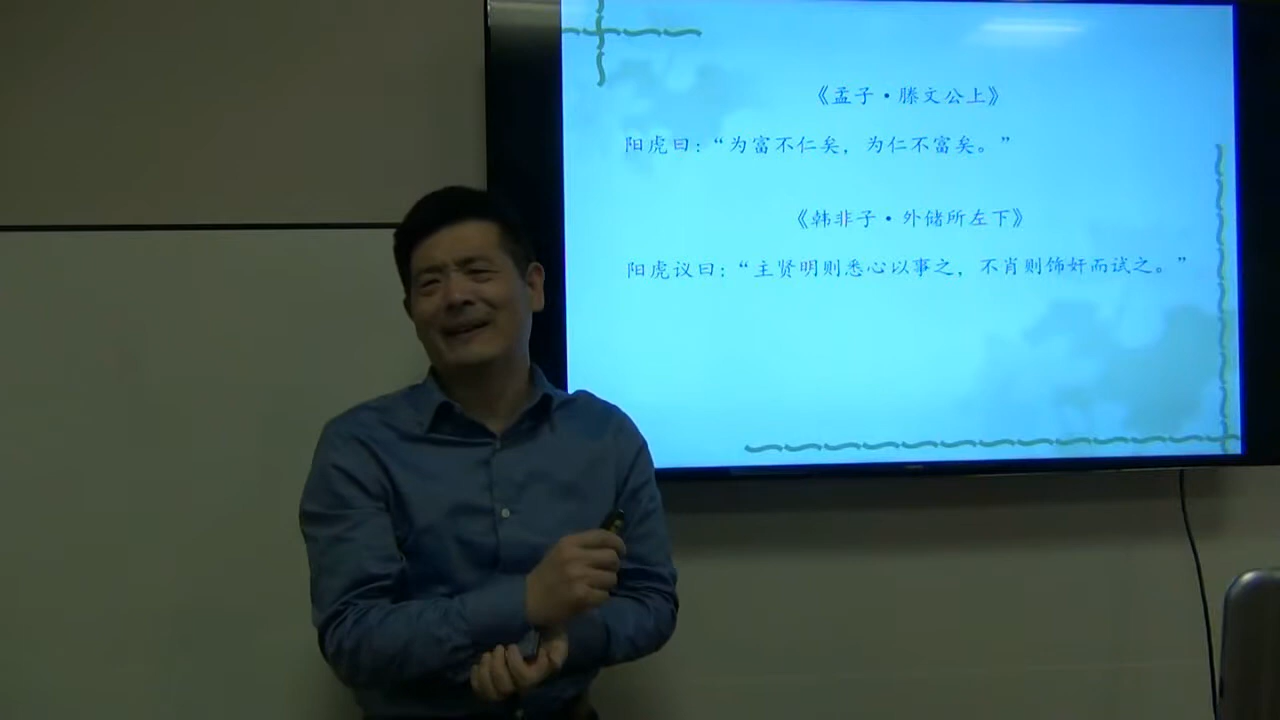 《孟子·滕文公上》
阳虎曰：“为富不仁矣，为仁不富矣。”
《韩非子·外储所左下》
阳虎议曰：“主贤明则悉心以事之，不肖则饰奸而试之。”